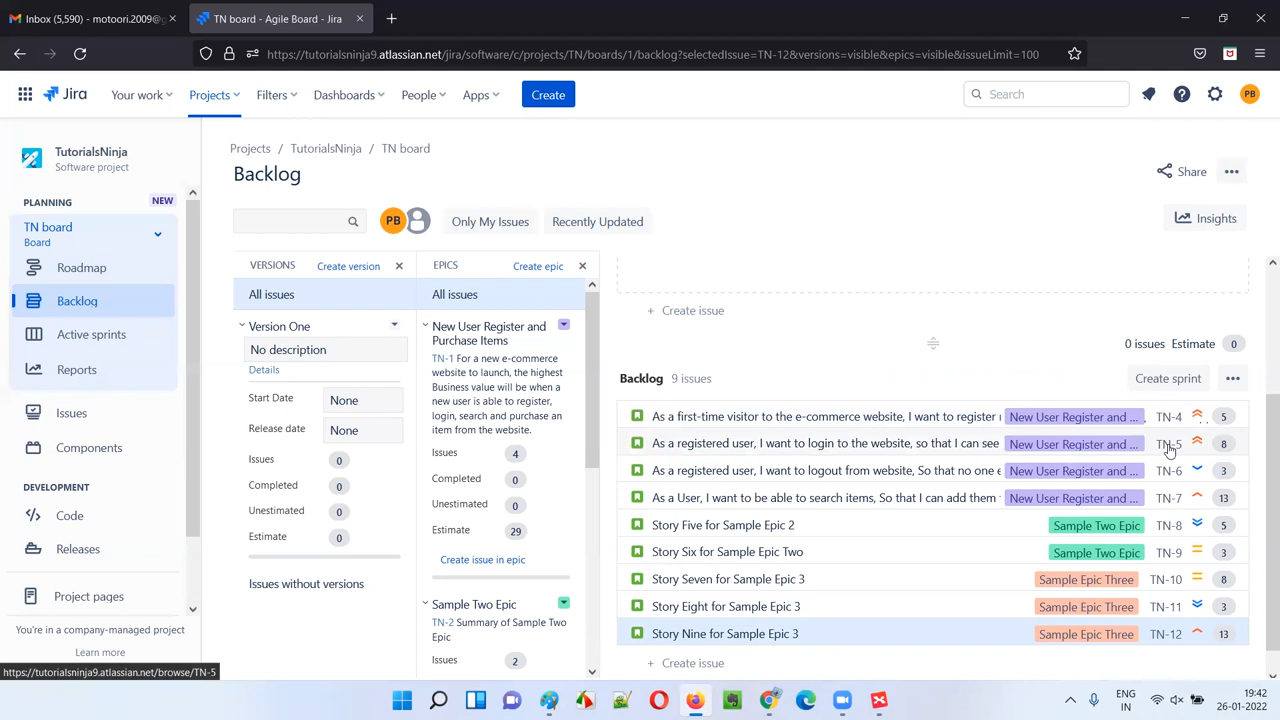 Inbox (5,590) - motoori.2009@g
TN board - Agile Board - Jira
https://tutorialsninja9.atlassian.net/jira/software/c/projects/TN/boards/1/backlog?selectedIssue=TN-12&versions=visible&epics=visible&issueLimit=100
Jira
Your work
Projects
Filters
Dashboards
People
Apps
Create
Search
PB
TutorialsNinja
Software project
Projects / TutorialsNinja / TN board
Backlog
Share
PLANNING
NEW
TN board
Board
Roadmap
Backlog
Active sprints
Reports
Issues
Components
DEVELOPMENT
Code
Releases
Project pages
You're in a company-managed project
Learn more
PB
Only My Issues
Recently Updated
Insights
VERSIONS
Create version
All issues
Version One
No description
Details
Start Date
None
Release date
None
Issues 0
Completed 0
Unestimated 0
Estimate 0
Issues without versions
EPICS
Create epic
All issues
New User Register and
Purchase Items
TN-1 For a new e-commerce
website to launch, the highest
Business value will be when a
new user is able to register,
login, search and purchase an
item from the website.
Issues 4
Completed 0
Unestimated 0
Estimate 29
Create issue in epic
Sample Two Epic
TN-2 Summary of Sample Two
Epic
Issues 2
+ Create issue
0 issues Estimate 0
Backlog 9 issues
Create sprint
As a first-time visitor to the e-commerce website, I want to register New User Register and ... TN-4 5
As a registered user, I want to login to the website, so that I can see New User Register and ... TN-5 8
As a registered user, I want to logout from website, So that no one New User Register and ... TN-6 3
As a User, I want to be able to search items, So that I can add them New User Register and ... TN-7 13
Story Five for Sample Epic 2 Sample Two Epic TN-8 5
Story Six for Sample Epic Two Sample Two Epic TN-9 3
Story Seven for Sample Epic 3 Sample Epic Three TN-10 8
Story Eight for Sample Epic 3 Sample Epic Three TN-11 3
Story Nine for Sample Epic 3 Sample Epic Three TN-12 13
+ Create issue
https://tutorialsninja9.atlassian.net/browse/TN-5
ENG
IN
19:42
26-01-2022